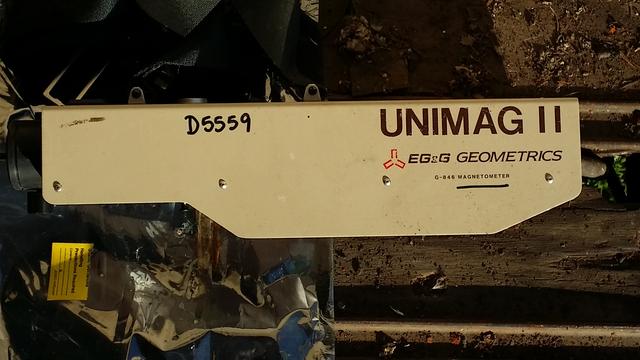 D5559
UNIMAG II
EG&G GEOMETRICS
G-846 MAGNETOMETER